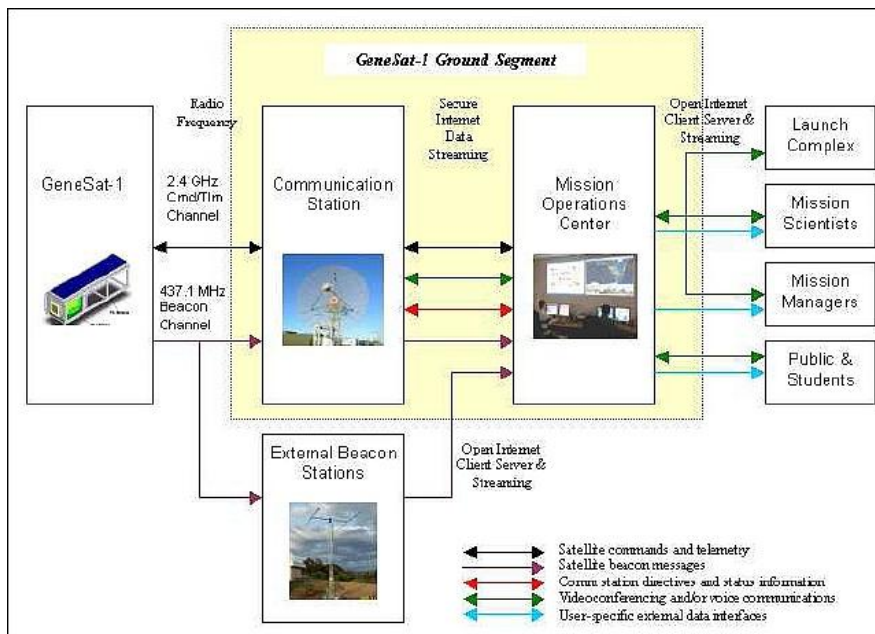 GeneSat-1 Ground Segment
Radio
Frequency
Secure
Internet
Data
Streaming
Open Internet
Client Server &
Streaming
GeneSat-1
2.4 GHz
Cmd/Tlm
Channel
437.1 MHz
Beacon
Channel
Communication
Station
Mission
Operations
Center
Launch
Complex
Mission
Scientists
Mission
Managers
Public &
Students
External Beacon
Stations
Open Internet
Client Server &
Streaming
Satellite commands and telemetry
Satellite beacon messages
Comm station directives and status information
Videoconferencing and/or voice communications
User-specific external data interfaces